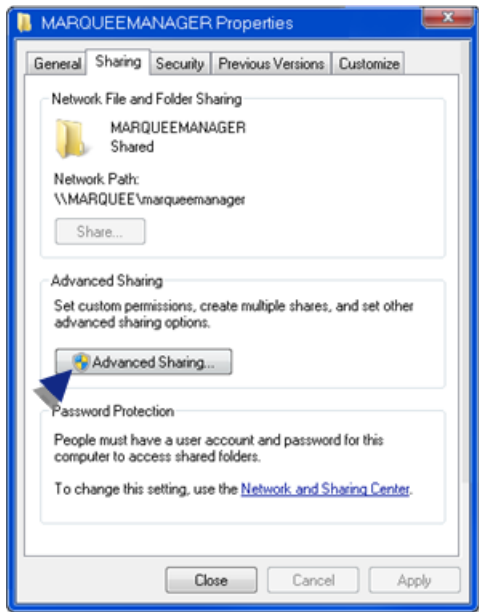 MARQUEEMANAGER Properties
General Sharing Security Previous Versions Customize
Network File and Folder Sharing
MARQUEEMANAGER
Shared
Network Path:
\\MARQUEE\marqueemanager
Share...
Advanced Sharing
Set custom permissions, create multiple shares, and set other
advanced sharing options.
Advanced Sharing...
Password Protection
People must have a user account and password for this
computer to access shared folders.
To change this setting, use the Network and Sharing Center.
Close Cancel Apply